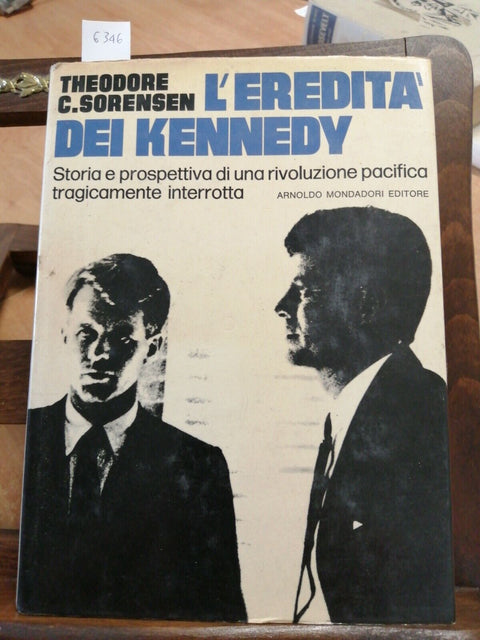 6346
THEODORE
C. SORENSEN
L'EREDITA'
DEI KENNEDY
Storia e prospettiva di una rivoluzione pacifica
tragicamente interrotta
ARNOLDO MONDADORI EDITORE